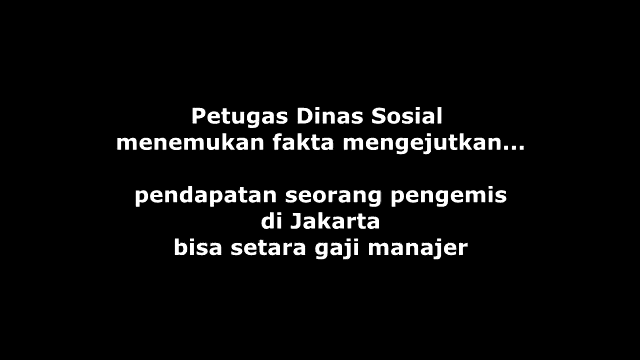 Petugas Dinas Sosial
menemukan fakta mengejutkan...
pendapatan seorang pengemis
di Jakarta
bisa setara gaji manajer